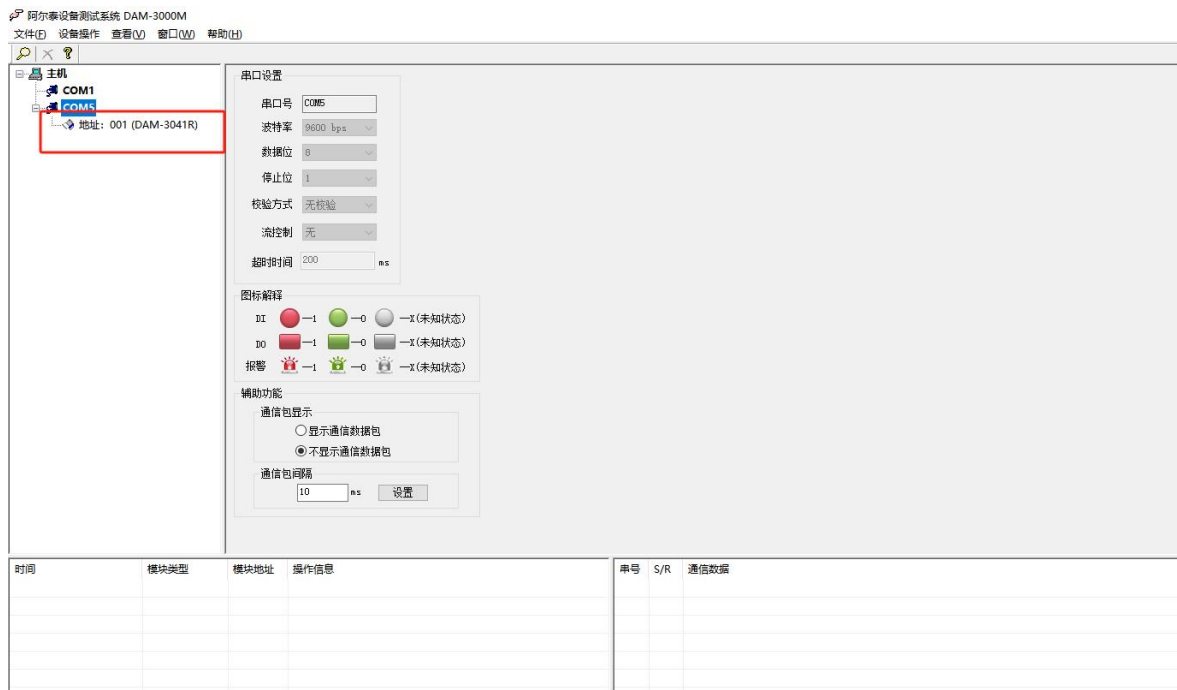 阿尔泰设备测试系统 DAM-3000M
文件(F) 设备操作 查看(V) 窗口(W) 帮助(H)
主机
COM1
COM5
地址：001 (DAM-3041R)
串口设置
串口号 COM5
波特率 9600 bps
数据位 8
停止位 1
校验方式 无校验
流控制 无
超时时间 200 ms
图标解释
DI —1 —0 —X(未知状态)
DO —1 —0 —X(未知状态)
报警 —1 —0 —X(未知状态)
辅助功能
通信包显示
显示通信数据包
不显示通信数据包
通信包间隔
10 ms 设置
时间 模块类型 模块地址 操作信息 串号 S/R 通信数据